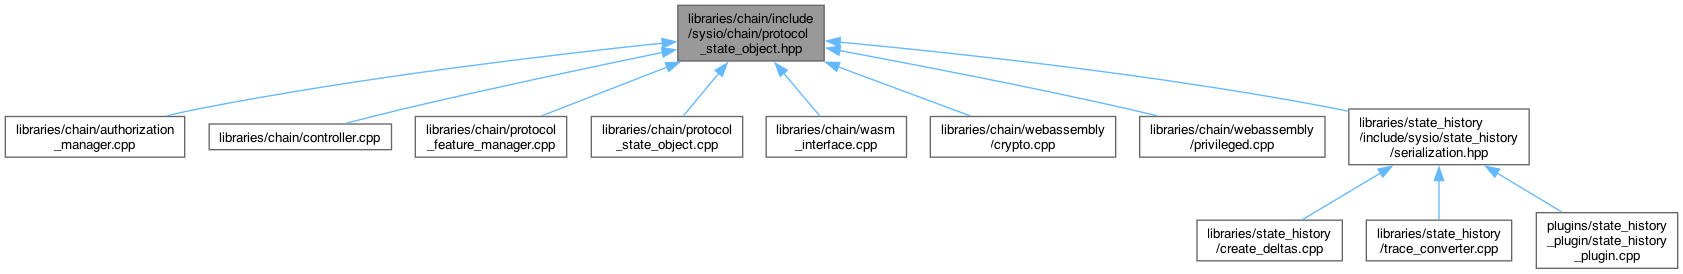 libraries/chain/include
/sysio/chain/protocol
_state_object.hpp
libraries/chain/authorization
_manager.cpp
libraries/chain/controller.cpp
libraries/chain/protocol
_feature_manager.cpp
libraries/chain/protocol
_state_object.cpp
libraries/chain/wasm
_interface.cpp
libraries/chain/webassembly
/crypto.cpp
libraries/chain/webassembly
/privileged.cpp
libraries/state_history
/include/sysio/state_history
/serialization.hpp
libraries/state_history
/create_deltas.cpp
libraries/state_history
/trace_converter.cpp
plugins/state_history
_plugin/state_history
_plugin.cpp